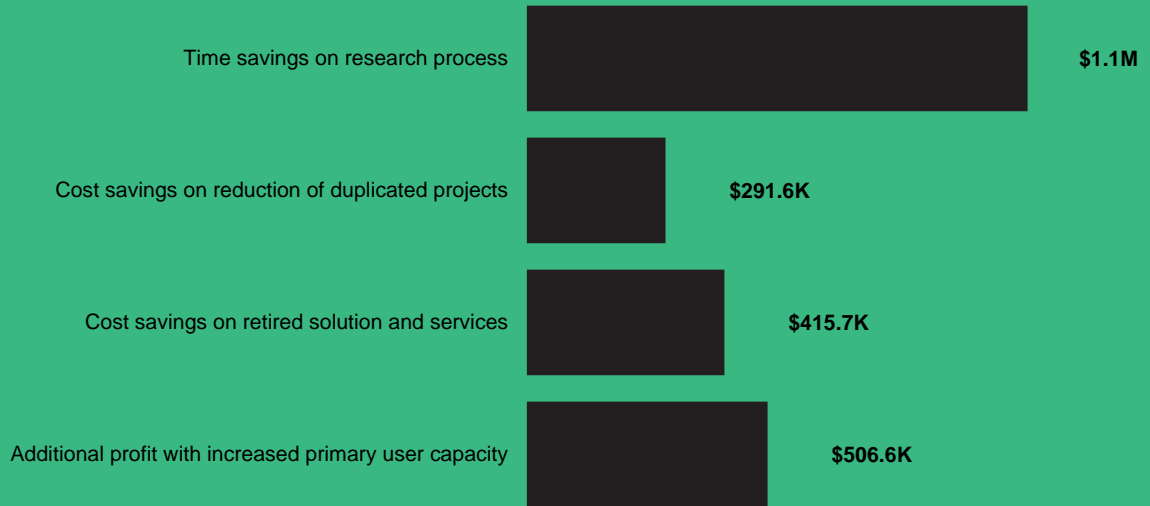 Time savings on research process
$1.1M
Cost savings on reduction of duplicated projects
$291.6K
Cost savings on retired solution and services
$415.7K
Additional profit with increased primary user capacity
$506.6K